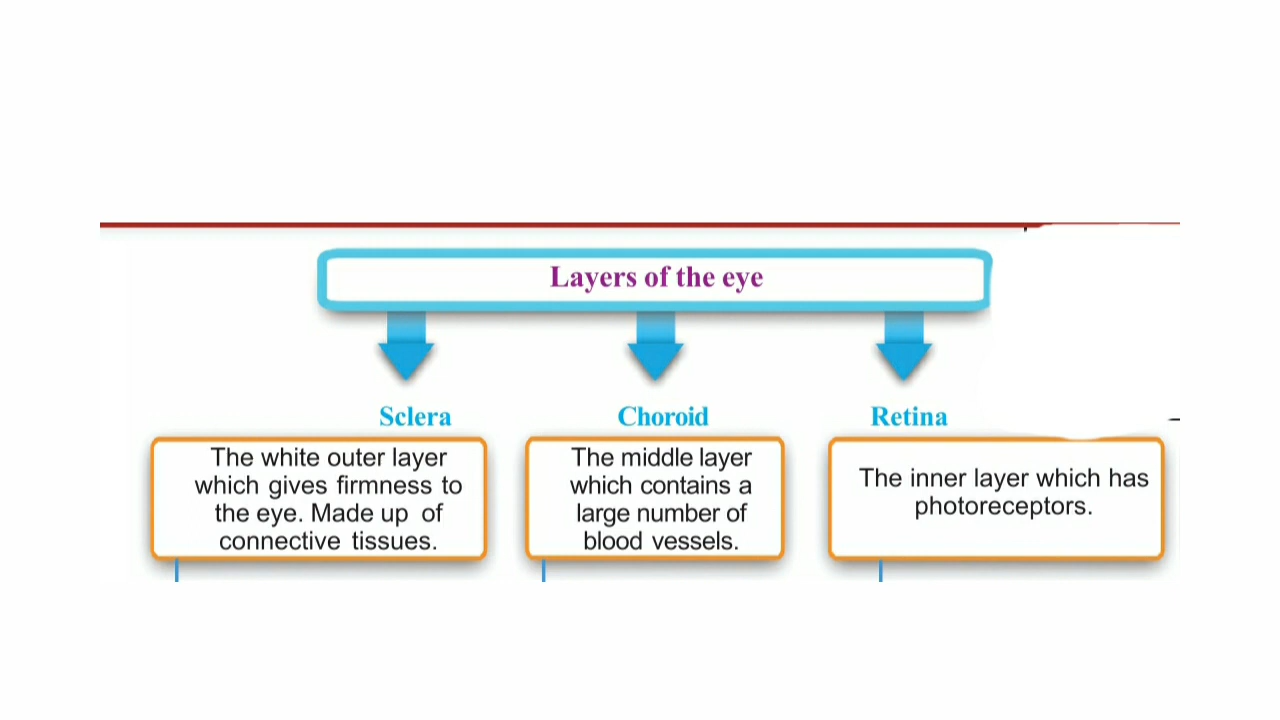 Layers of the eye
Sclera
The white outer layer
which gives firmness to
the eye. Made up of
connective tissues.
Choroid
The middle layer
which contains a
large number of
blood vessels.
Retina
The inner layer which has
photoreceptors.